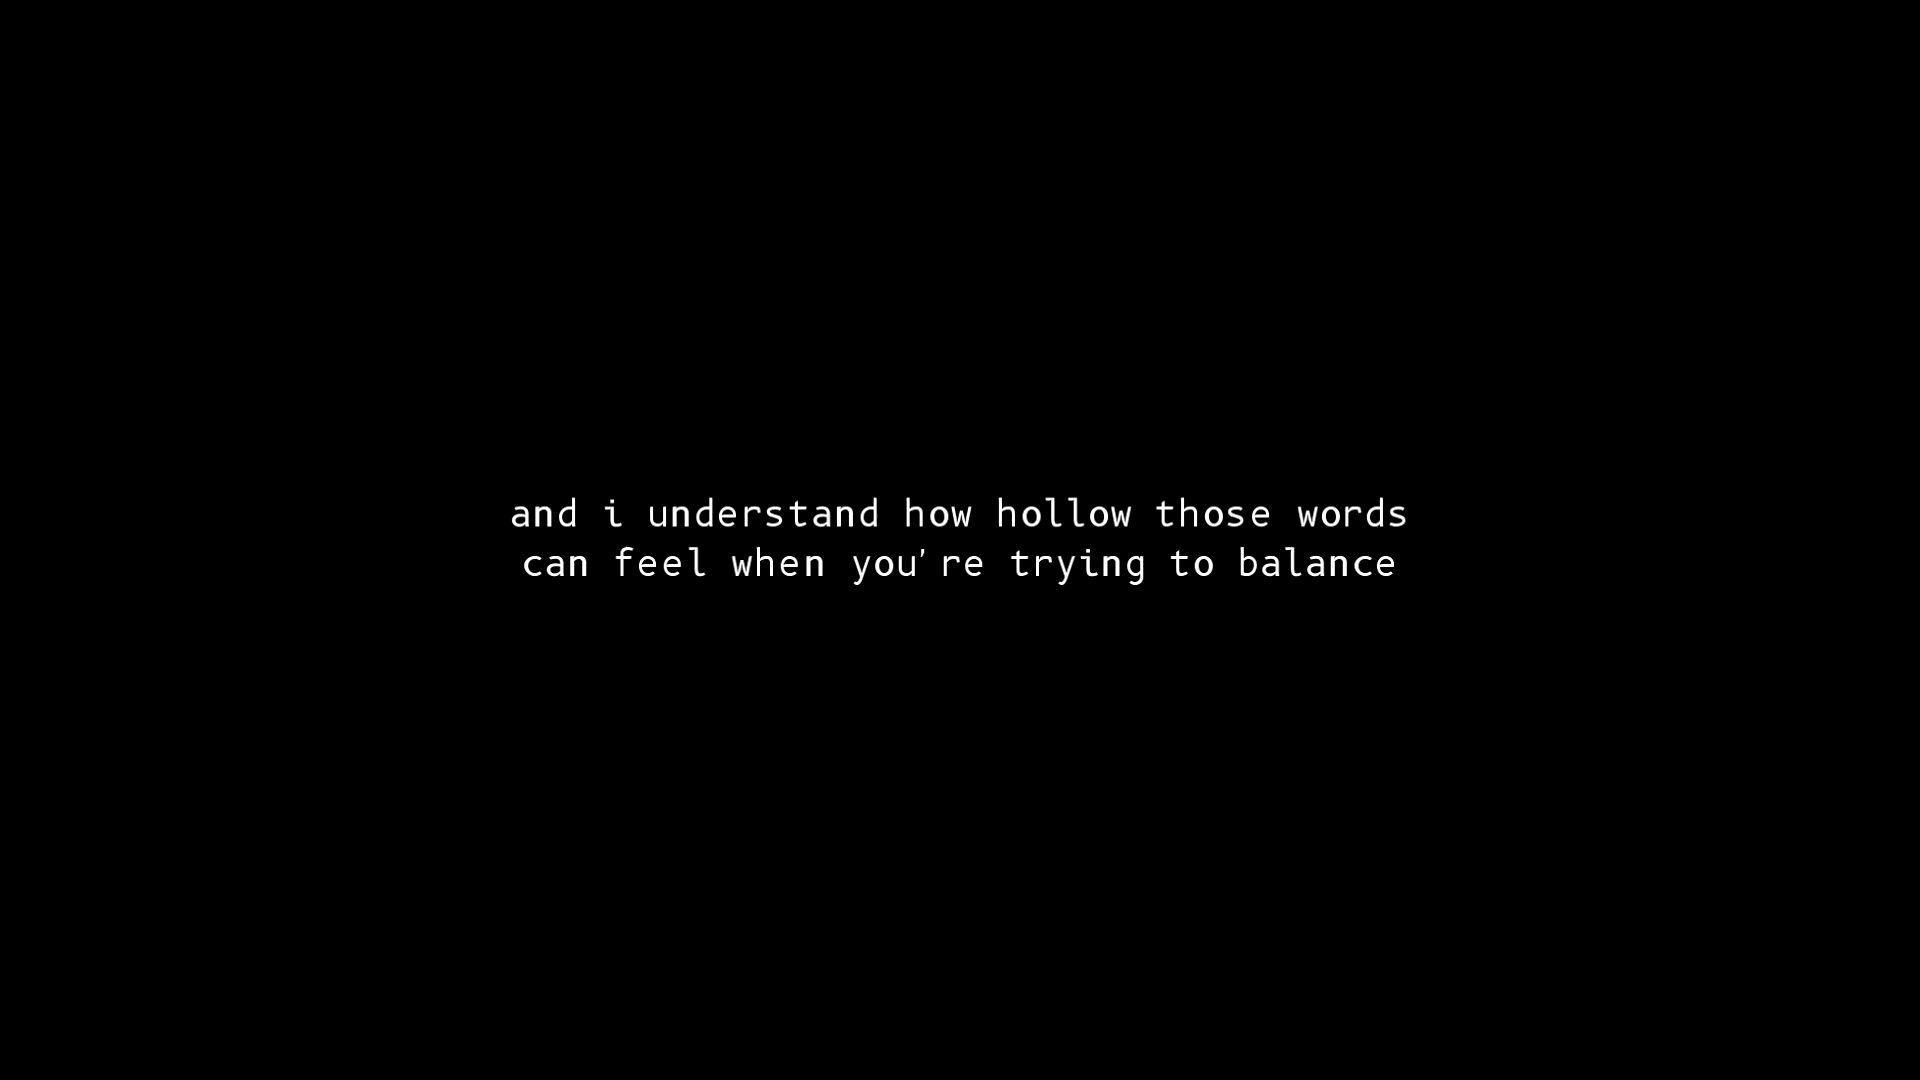 and i understand how hollow those words
can feel when you're trying to balance